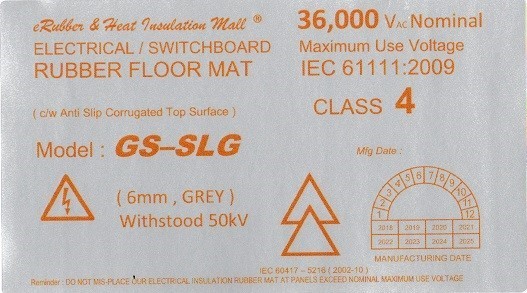 eRubber & Heat Insulation Mall ®
ELECTRICAL / SWITCHBOARD
RUBBER FLOOR MAT
( c/w Anti Slip Corrugated Top Surface )
Model : GS–SLG
( 6mm , GREY )
Withstood 50kV
36,000 VAC Nominal
Maximum Use Voltage
IEC 61111:2009
CLASS 4
Mfg Date :
1 2 3 4 5 6 7 8 9 10 11 12
2019 2020 2021
2022 2023 2024 2025
MANUFACTURING DATE
IEC 60417 – 5216 ( 2002-10 )
Reminder : DO NOT MIS-PLACE OUR ELECTRICAL INSULATION RUBBER MAT AT PANELS EXCEED NOMINAL MAXIMUM USE VOLTAGE